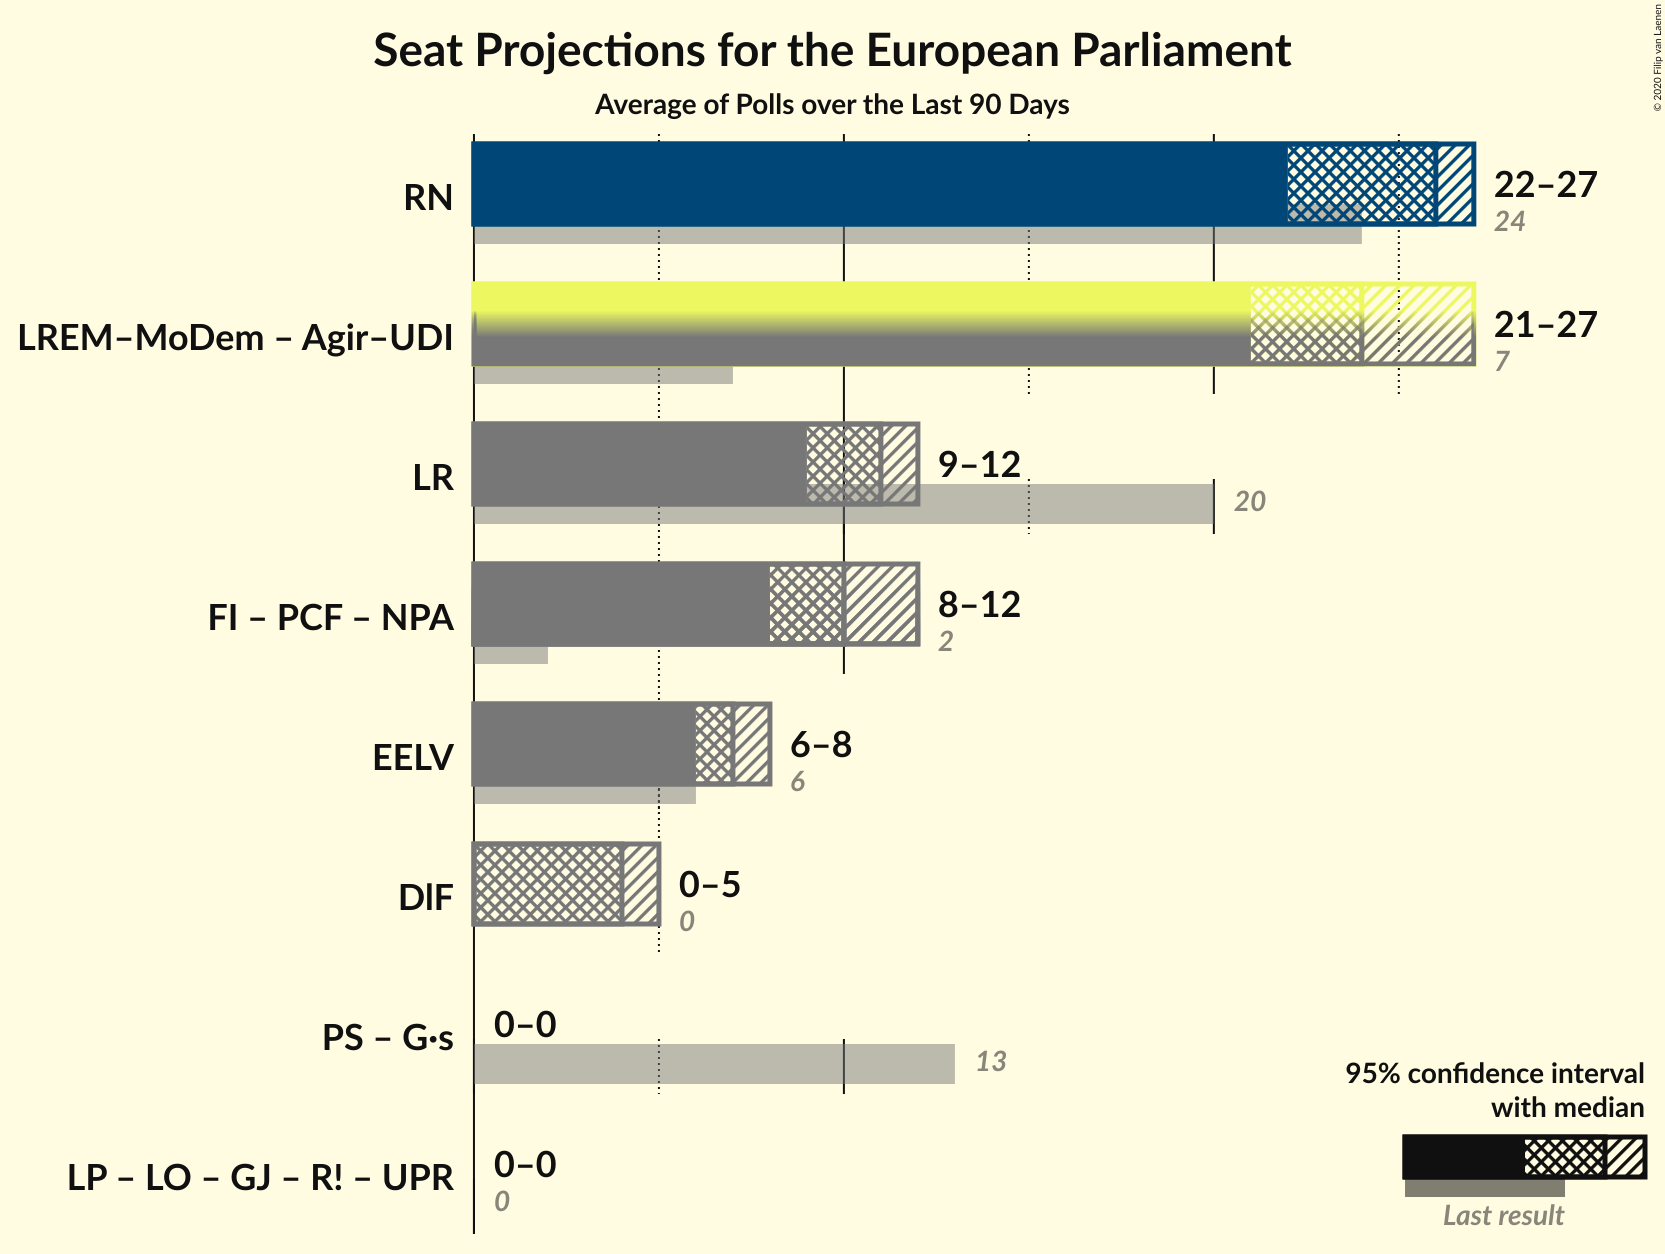 Seat Projections for the European Parliament
Average of Polls over the Last 90 Days
© 2020 Filip van Laenen
RN
22–27
24
LREM–MoDem – Agir–UDI
21–27
7
LR
9–12
20
FI – PCF – NPA
8–12
2
EELV
6–8
6
DlF
0–5
0
PS – G·s
0–0
13
LP – LO – GJ – R! – UPR
0–0
0
95% confidence interval
with median
Last result